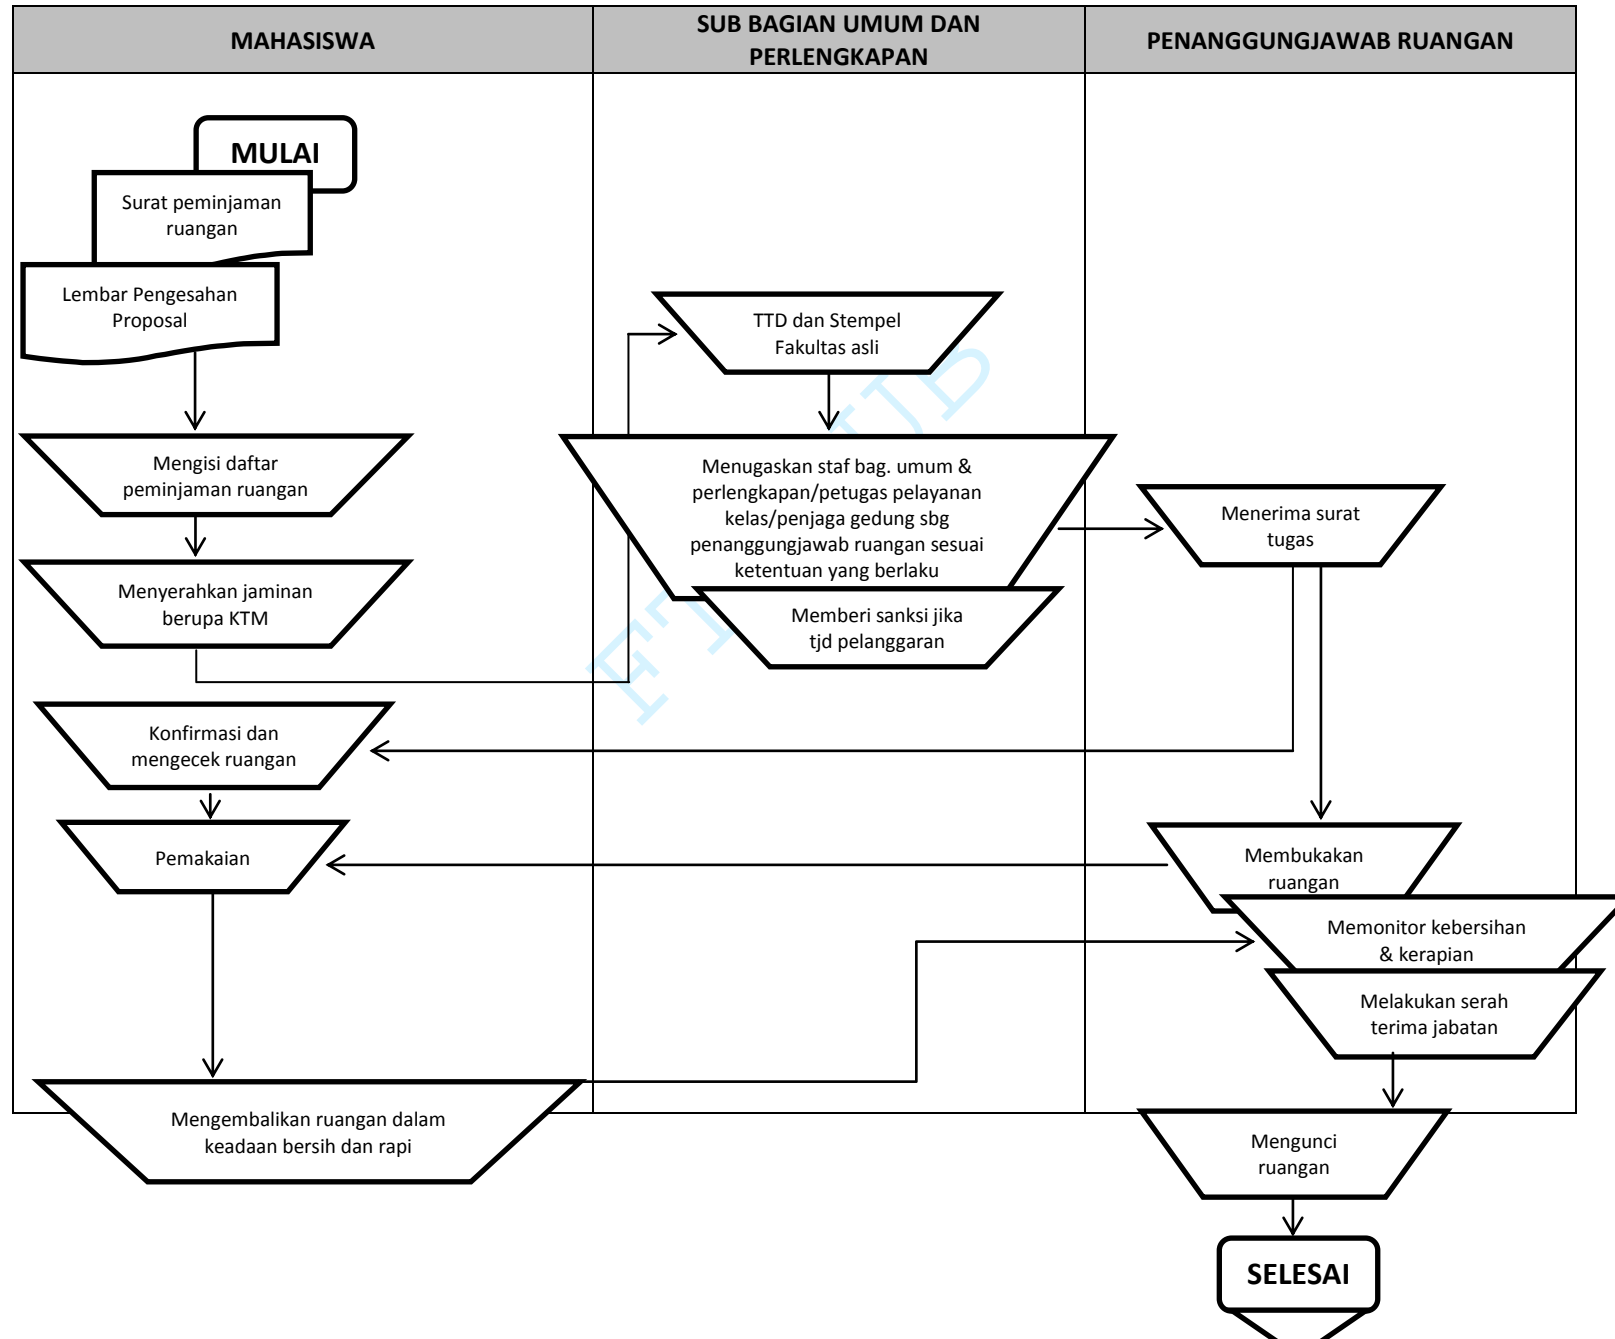 MAHASISWA
SUB BAGIAN UMUM DAN
PERLENGKAPAN
PENANGGUNGJAWAB RUANGAN
MULAI
Surat peminjaman
ruangan
Lembar Pengesahan
Proposal
Mengisi daftar
peminjaman ruangan
Menyerahkan jaminan
berupa KTM
Konfirmasi dan
mengecek ruangan
Pemakaian
Mengembalikan ruangan dalam
keadaan bersih dan rapi
TTD dan Stempel
Fakultas asli
Menugaskan staf bag. umum &
perlengkapan/petugas pelayanan
kelas/penjaga gedung sbg
penanggungjawab ruangan sesuai
ketentuan yang berlaku
Memberi sanksi jika
tjd pelanggaran
Menerima surat
tugas
Membukakan
ruangan
Memonitor kebersihan
& kerapian
Melakukan serah
terima jabatan
Mengunci
ruangan
SELESAI